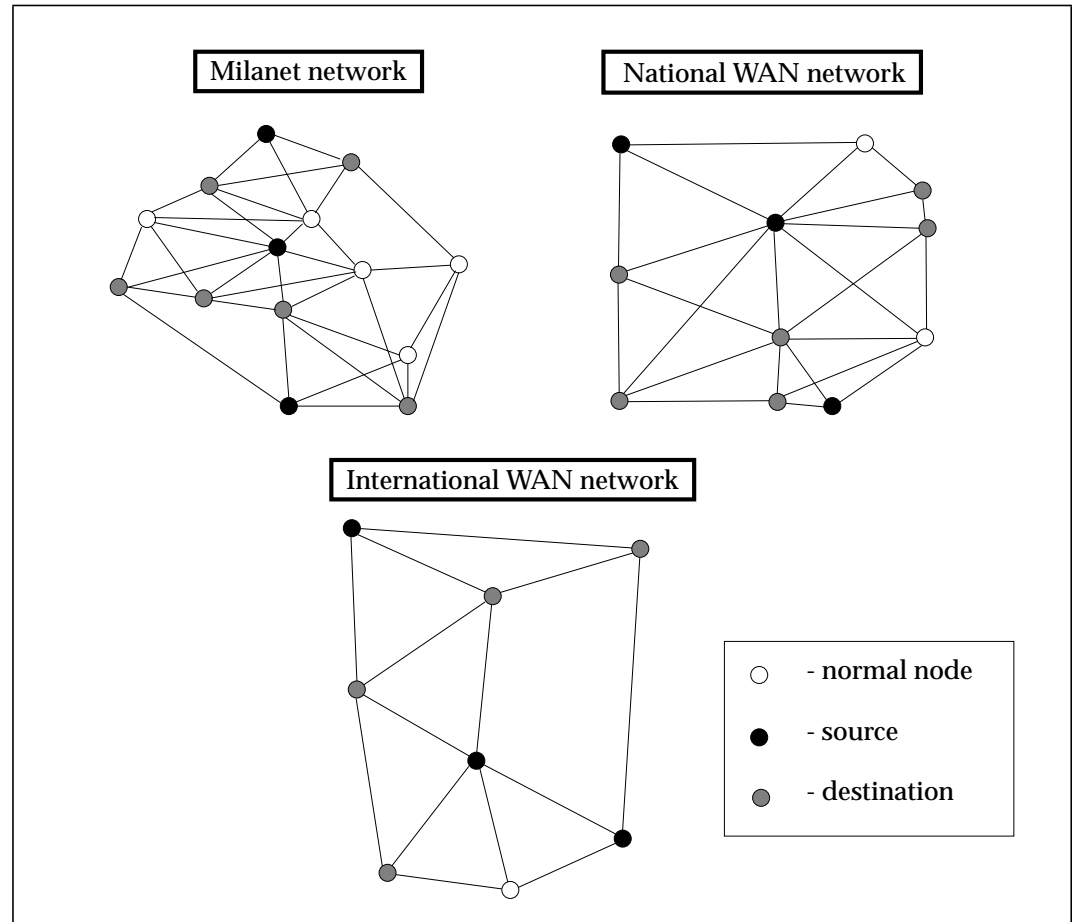 Milanet network
National WAN network
International WAN network
- normal node
- source
- destination